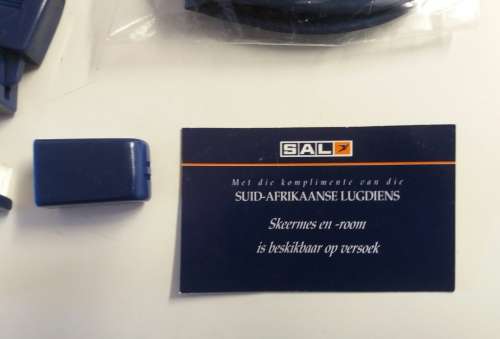 SAL
Met die komplimente van die
SUID-AFRIKAANSE LUGDIENS
Skeermes en -room
is beskikbaar op versoek